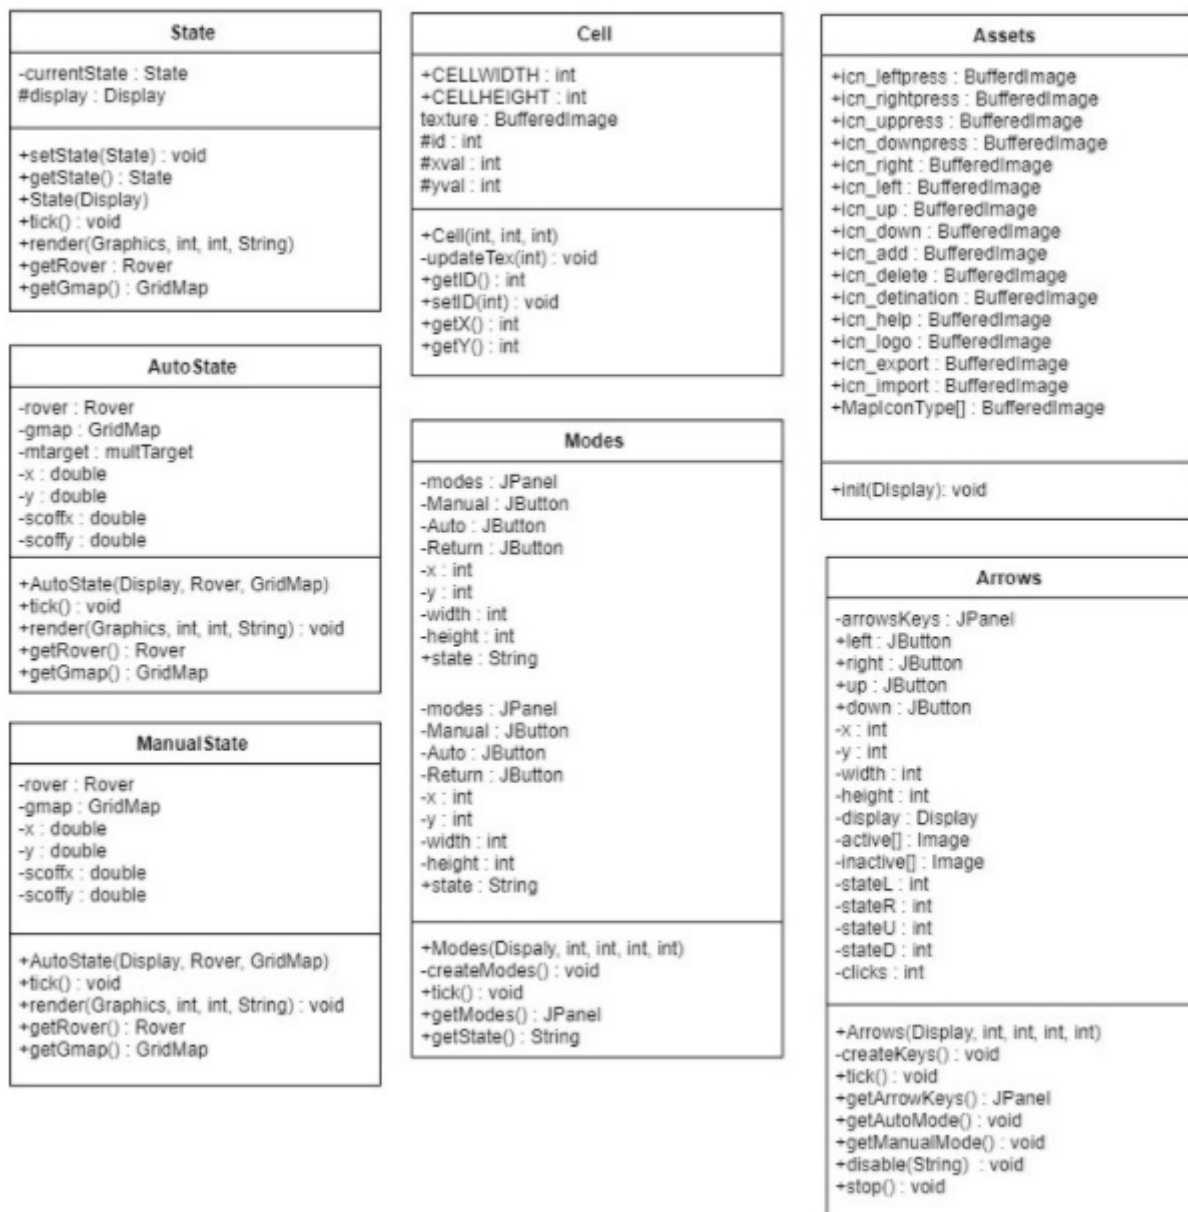 State
-currentState : State
#display : Display
+setState(State) : void
+getState() : State
+State(Display)
+tick() : void
+render(Graphics, int, int, String)
+getRover : Rover
+getGmap() : GridMap
AutoState
-rover : Rover
-gmap : GridMap
-mtarget : multTarget
-x : double
-y : double
-scoffx : double
-scoffy : double
+AutoState(Display, Rover, GridMap)
+tick() : void
+render(Graphics, int, int, String) : void
+getRover() : Rover
+getGmap() : GridMap
ManualState
-rover : Rover
-gmap : GridMap
-x : double
-y : double
-scoffx : double
-scoffy : double
+AutoState(Display, Rover, GridMap)
+tick() : void
+render(Graphics, int, int, String) : void
+getRover() : Rover
+getGmap() : GridMap
Cell
+CELLWIDTH : int
+CELLHEIGHT : int
texture : BufferedImage
#id : int
#xval : int
#yval : int
+Cell(int, int, int)
-updateTex(int) : void
+getID() : int
+setID(int) : void
+getX() : int
+getY() : int
Modes
-modes : JPanel
-Manual : JButton
-Auto : JButton
-Return : JButton
-x : int
-y : int
-width : int
-height : int
+state : String
-modes : JPanel
-Manual : JButton
-Auto : JButton
-Return : JButton
-x : int
-y : int
-width : int
-height : int
+state : String
+Modes(Dispaly, int, int, int, int)
-createModes() : void
+tick() : void
+getModes() : JPanel
+getState() : String
Assets
+icn_leftpress : BufferdImage
+icn_rightpress : BufferedImage
+icn_uppress : BufferedImage
+icn_downpress : BufferedImage
+icn_right : BufferedImage
+icn_left : BufferedImage
+icn_up : BufferedImage
+icn_down : BufferedImage
+icn_add : BufferedImage
+icn_delete : BufferedImage
+icn_detination : BufferedImage
+icn_help : BufferedImage
+icn_logo : BufferedImage
+icn_export : BufferedImage
+icn_import : BufferedImage
+MapIconType[] : BufferedImage
+init(DIsplay): void
Arrows
-arrowsKeys : JPanel
+left : JButton
+right : JButton
+up : JButton
+down : JButton
-x : int
-y : int
-width : int
-height : int
-display : Display
-active[] : Image
-inactive[] : Image
-stateL : int
-stateR : int
-stateU : int
-stateD : int
-clicks : int
+Arrows(Display, int, int, int, int)
-createKeys() : void
+tick() : void
+getArrowKeys() : JPanel
+getAutoMode() : void
+getManualMode() : void
+disable(String) : void
+stop() : void